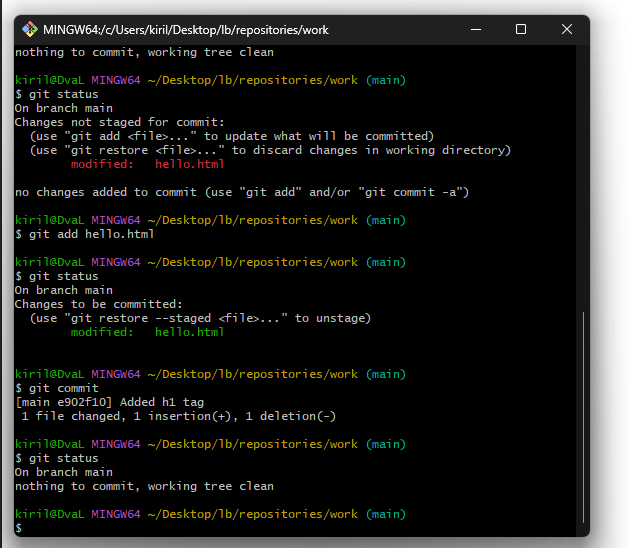 MINGW64:/c/Users/kiril/Desktop/lb/repositories/work
nothing to commit, working tree clean
kiril@DvaL MINGW64 ~/Desktop/lb/repositories/work (main)
$ git status
On branch main
Changes not staged for commit:
(use "git add <file>..." to update what will be committed)
(use "git restore <file>..." to discard changes in working directory)
modified: hello.html
no changes added to commit (use "git add" and/or "git commit -a")
kiril@DvaL MINGW64 ~/Desktop/lb/repositories/work (main)
$ git add hello.html
kiril@DvaL MINGW64 ~/Desktop/lb/repositories/work (main)
$ git status
On branch main
Changes to be committed:
(use "git restore --staged <file>..." to unstage)
modified: hello.html
kiril@DvaL MINGW64 ~/Desktop/lb/repositories/work (main)
$ git commit
[main e902f10] Added h1 tag
1 file changed, 1 insertion(+), 1 deletion(-)
kiril@DvaL MINGW64 ~/Desktop/lb/repositories/work (main)
$ git status
On branch main
nothing to commit, working tree clean
kiril@DvaL MINGW64 ~/Desktop/lb/repositories/work (main)
$